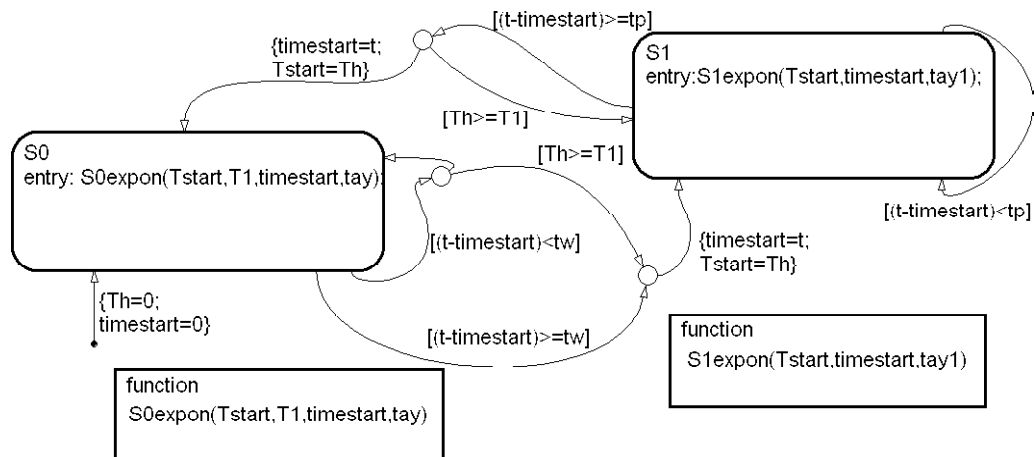 [(t-timestart)>=tp]
{timestart=t;
Tstart=Th}
S1
entry:S1expon(Tstart,timestart,tay1);
[Th>=T1]
S0
entry: S0expon(Tstart,T1,timestart,tay);
[Th>=T1]
[(t-timestart)<tp]
[(t-timestart)<tw]
{timestart=t;
Tstart=Th}
{Th=0;
timestart=0}
[(t-timestart)>=tw]
function
S1expon(Tstart,timestart,tay1)
function
S0expon(Tstart,T1,timestart,tay)